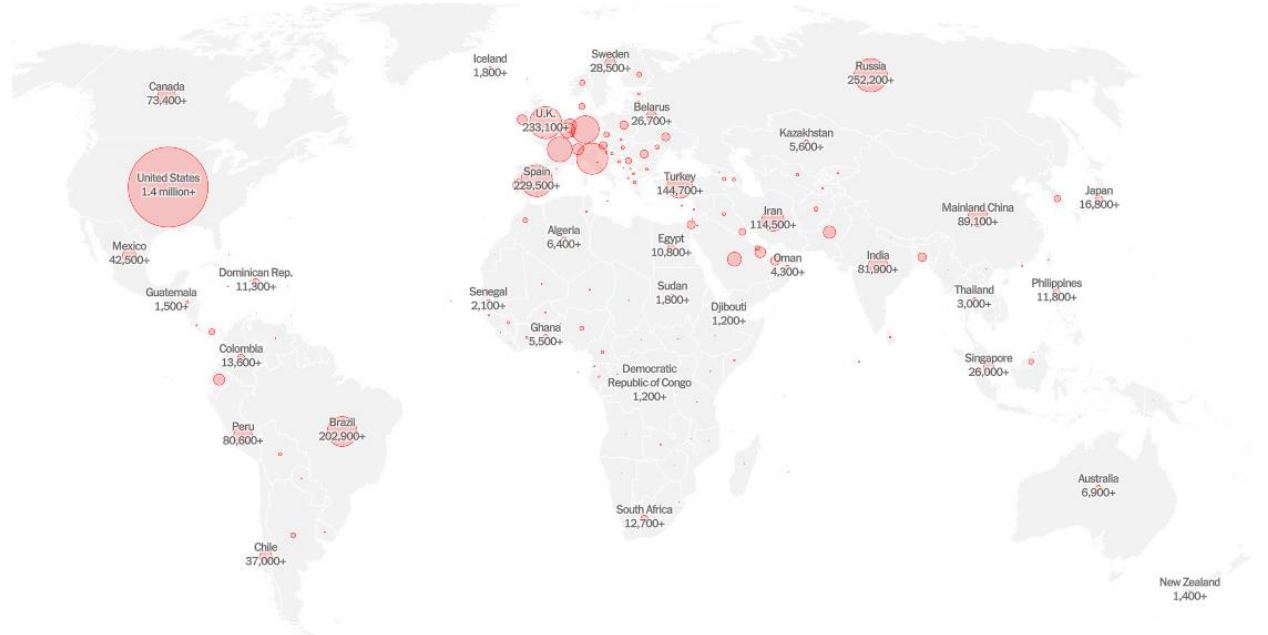 Iceland
1,800+
Sweden
28,500+
Russia
252,200+
Canada
73,400+
U.K.
233,100+
Belarus
26,700+
Kazakhstan
5,600+
United States
1.4 million+
Spain
229,500+
Turkey
144,700+
Japan
16,800+
Iran
114,500+
Mainland China
89,100+
Mexico
42,500+
Algeria
6,400+
Egypt
10,800+
Oman
4,300+
India
81,900+
Dominican Rep.
11,300+
Guatemala
1,500+
Senegal
2,100+
Sudan
1,800+
Djibouti
1,200+
Thailand
3,000+
Philippines
11,800+
Ghana
5,500+
Colombia
13,600+
Democratic
Republic of Congo
1,200+
Singapore
26,000+
Peru
80,600+
Brazil
202,900+
Australia
6,900+
South Africa
12,700+
Chile
37,000+
New Zealand
1,400+